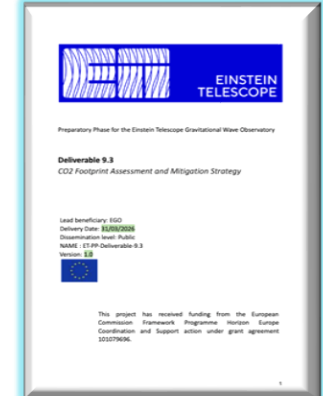 ET
EINSTEIN
TELESCOPE
Preparatory Phase for the Einstein Telescope Gravitational Wave Observatory
Deliverable 9.3
CO2 Footprint Assessment and Mitigation Strategy
Lead beneficiary: EGO
Delivery Date: 31/03/2026
Dissemination level: Public
NAME : ET-PP-Deliverable-9.3
Version: 1.0
This project has received funding from the European
Commission Framework Programme Horizon Europe
Coordination and Support action under grant agreement
101079696.